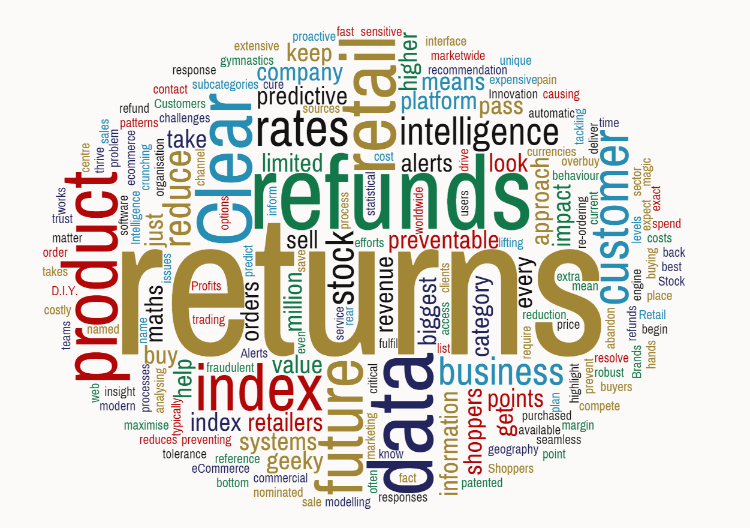 fast sensitive
proactive
higher
interface
extensive
keep
retail
marketwide
gymnastics
unique
response
company
recommendation
subcategories
cure
means
expensive
pain
contact
predictive
platform
Innovation
causing
Customers
sources
pass
refund
clear
automatic
challenges
patterns
rates
intelligence
tackling
time
sales
take
deliver
customer
centre
thrive
problem
ecommerce
crunching
organisation
channel
limited
cost
alerts
drive
look
currencies
overbuy
approach
product
reduce
refunds
statistical
behaviour
sector
magic
works
inform
process
worldwide
users
impact
re-ordering
current
expect
exact
trust
software
Intelligence
just
options
levels
spend
matter
sell
stock
efforts
preventable
lifting
costs
order
returns
buying
back
takes
issues
predict
save
best
D.I.Y.
maths
Profits
million
clients
every
extra
engine
Stock
mean
place
costly
orders
service
rear
revenue
biggest
access
category
reduction
abandon
refunds
Retail
teams
named
name
trading
even
price
begin
buy
Alerts
fulfil
list
require
Brands
hands
help
fraudulent
value
future
critical
data
business
resolve
robust
prevent
highlight
web
insight
processes
analysing
index
buyers
modern
typically
shoppers
points
plan
compete
get
purchased
maximise
index retailers
marketing
information
available
margin
reduces
preventing
systems
seamless
tolerance
reference
geeky
know
geography
point
eCommerce
Shoppers
bottom
commercial
often
fact
patented
nominated
responses
sale
modelling